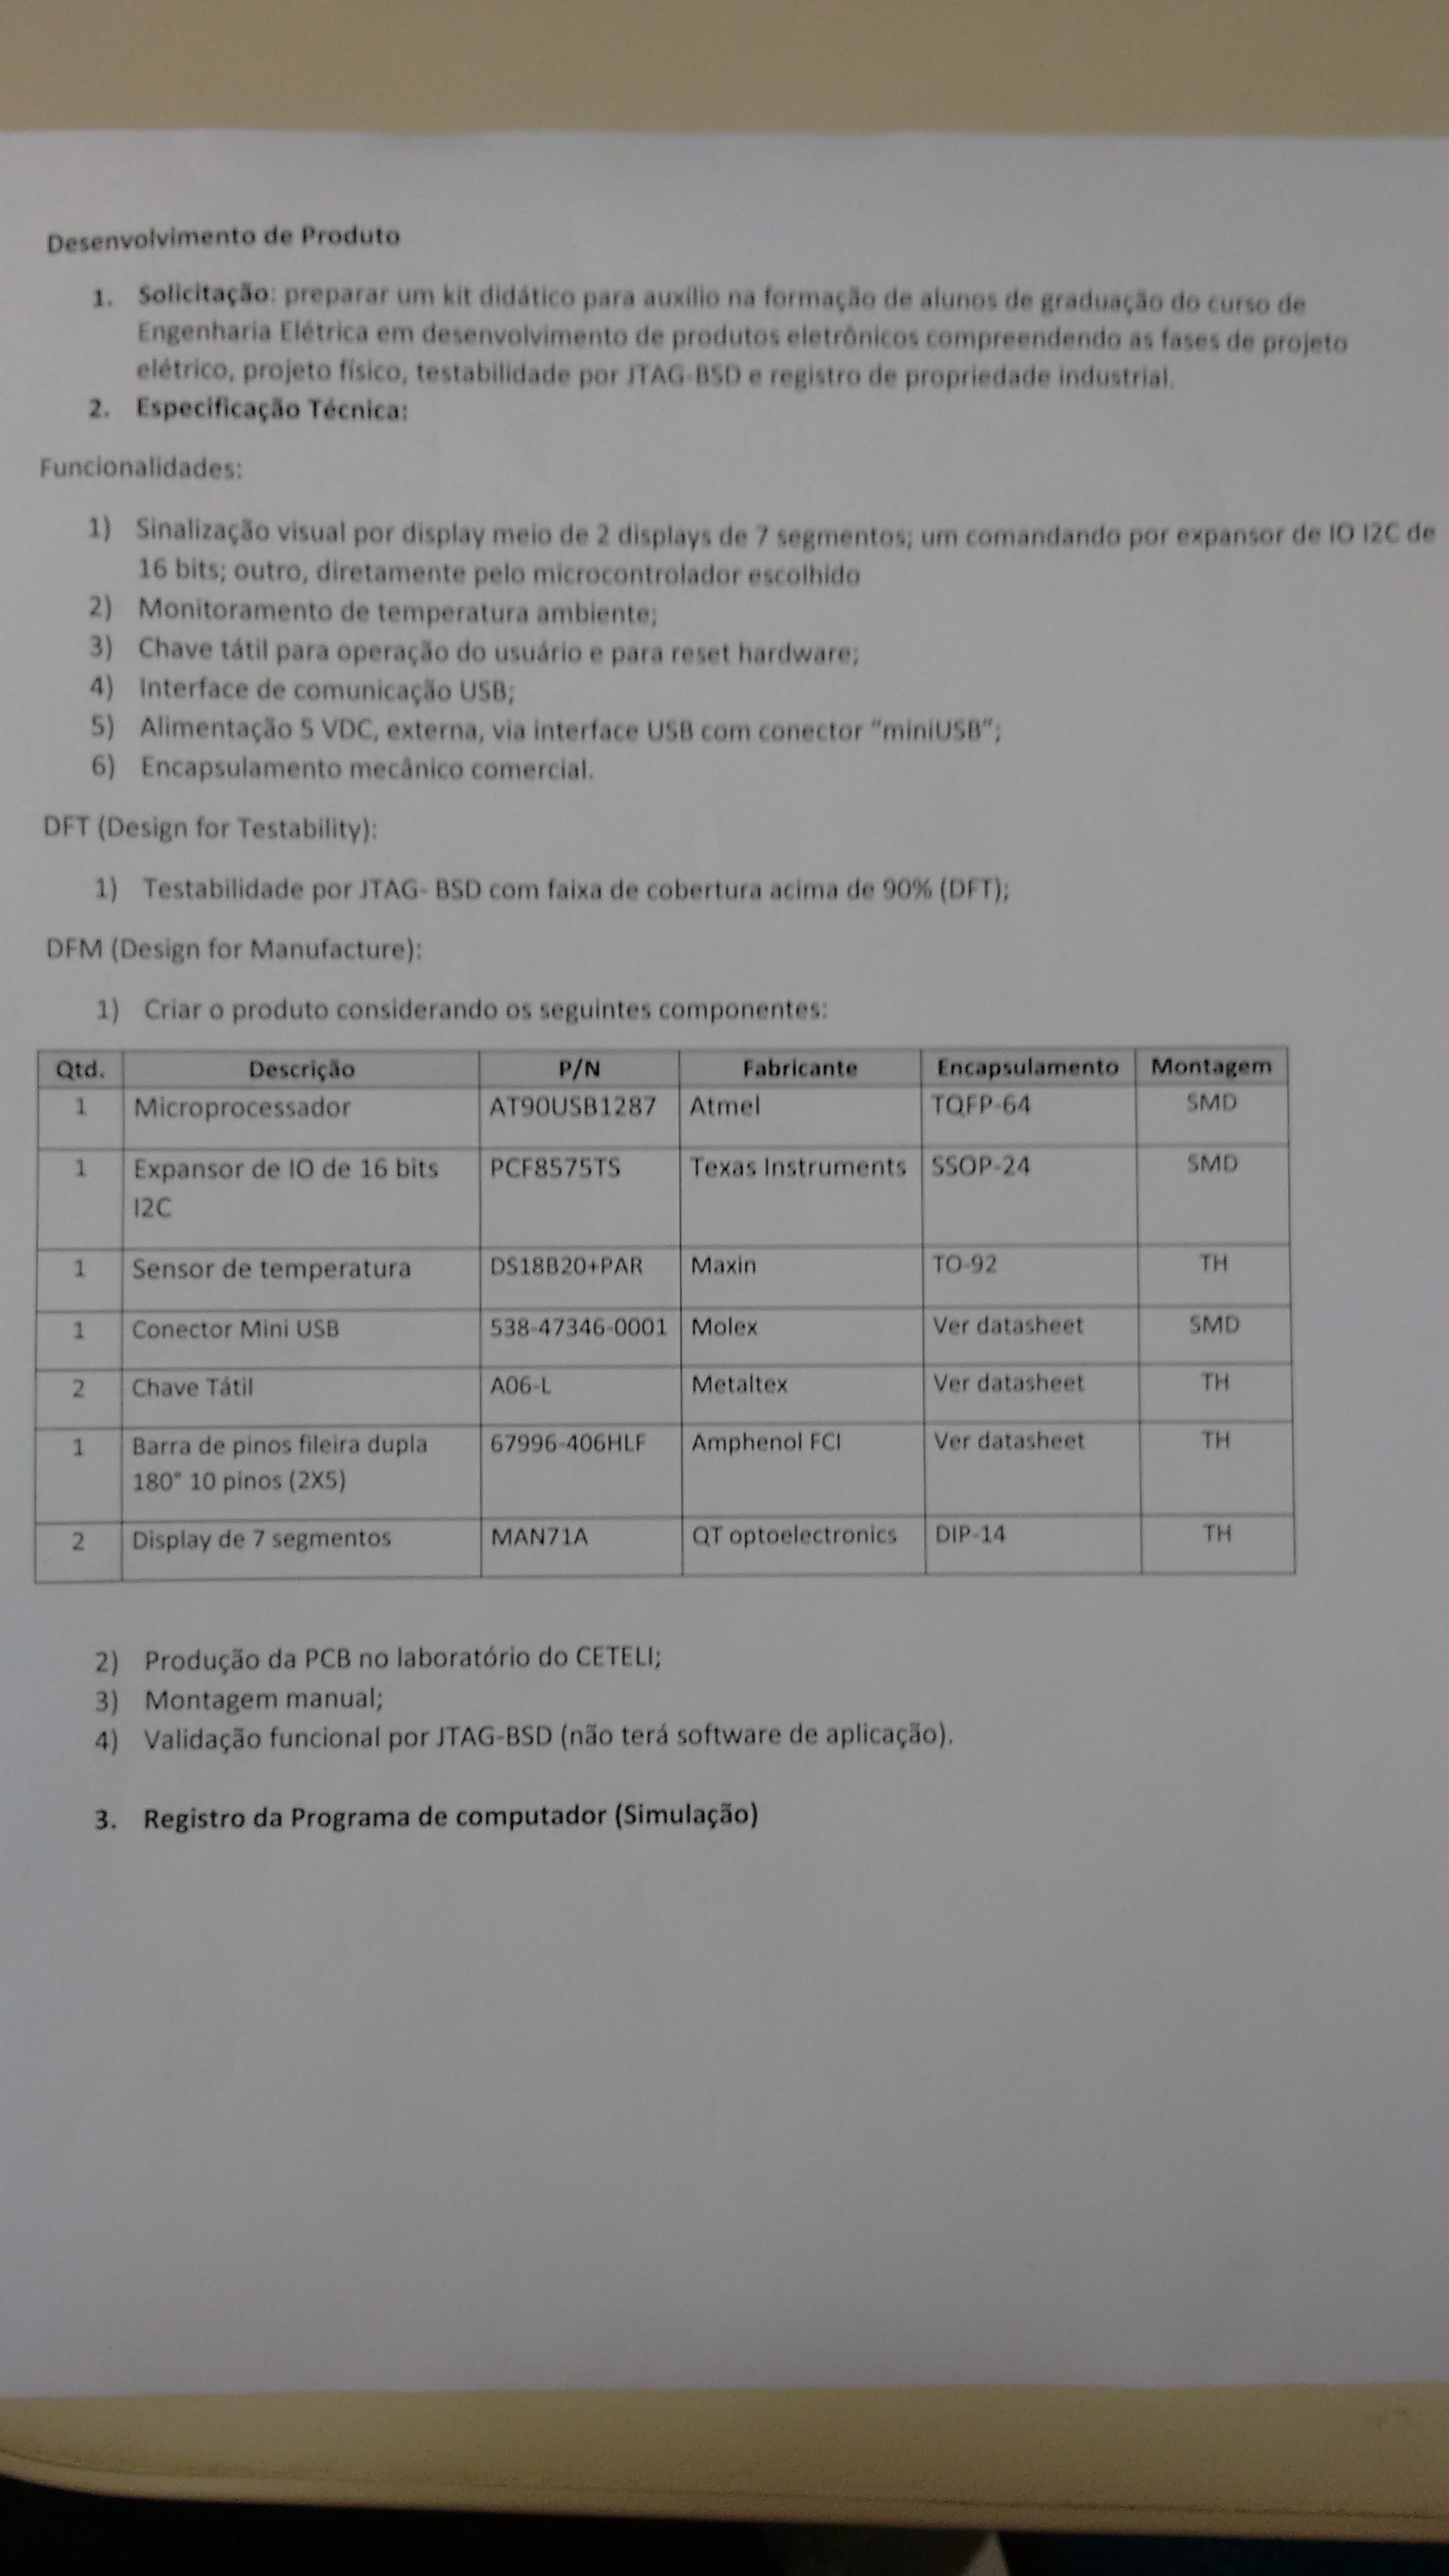 Desenvolvimento de Produto
1. Solicitação: preparar um kit didático para auxílio na formação de alunos de graduação do curso de
Engenharia Elétrica em desenvolvimento de produtos eletrônicos compreendendo as fases de projeto
elétrico, projeto físico, testabilidade por JTAG-BSD e registro de propriedade industrial.
2. Especificação Técnica:
Funcionalidades:
1) Sinalização visual por display meio de 2 displays de 7 segmentos; um comandando por expansor de IO I2C de
16 bits; outro, diretamente pelo microcontrolador escolhido
2) Monitoramento de temperatura ambiente;
3) Chave tátil para operação do usuário e para reset hardware;
4) Interface de comunicação USB;
5) Alimentação 5 VDC, externa, via interface USB com conector "miniUSB";
6) Encapsulamento mecânico comercial.
DFT (Design for Testability):
1) Testabilidade por JTAG- BSD com faixa de cobertura acima de 90% (DFT);
DFM (Design for Manufacture):
1) Criar o produto considerando os seguintes componentes:
Qtd. Descrição P/N Fabricante Encapsulamento Montagem
1 Microprocessador AT90USB1287 Atmel TQFP-64 SMD
1 Expansor de IO de 16 bits PCF8575TS Texas Instruments SSOP-24 SMD
I2C
1 Sensor de temperatura DS18B20+PAR Maxin TO-92 TH
1 Conector Mini USB 538-47346-0001 Molex Ver datasheet SMD
2 Chave Tátil A06-L Metaltex Ver datasheet TH
1 Barra de pinos fileira dupla 67996-406HLF Amphenol FCI Ver datasheet TH
180° 10 pinos (2X5)
2 Display de 7 segmentos MAN71A QT optoelectronics DIP-14 TH
2) Produção da PCB no laboratório do CETELI;
3) Montagem manual;
4) Validação funcional por JTAG-BSD (não terá software de aplicação).
3. Registro da Programa de computador (Simulação)